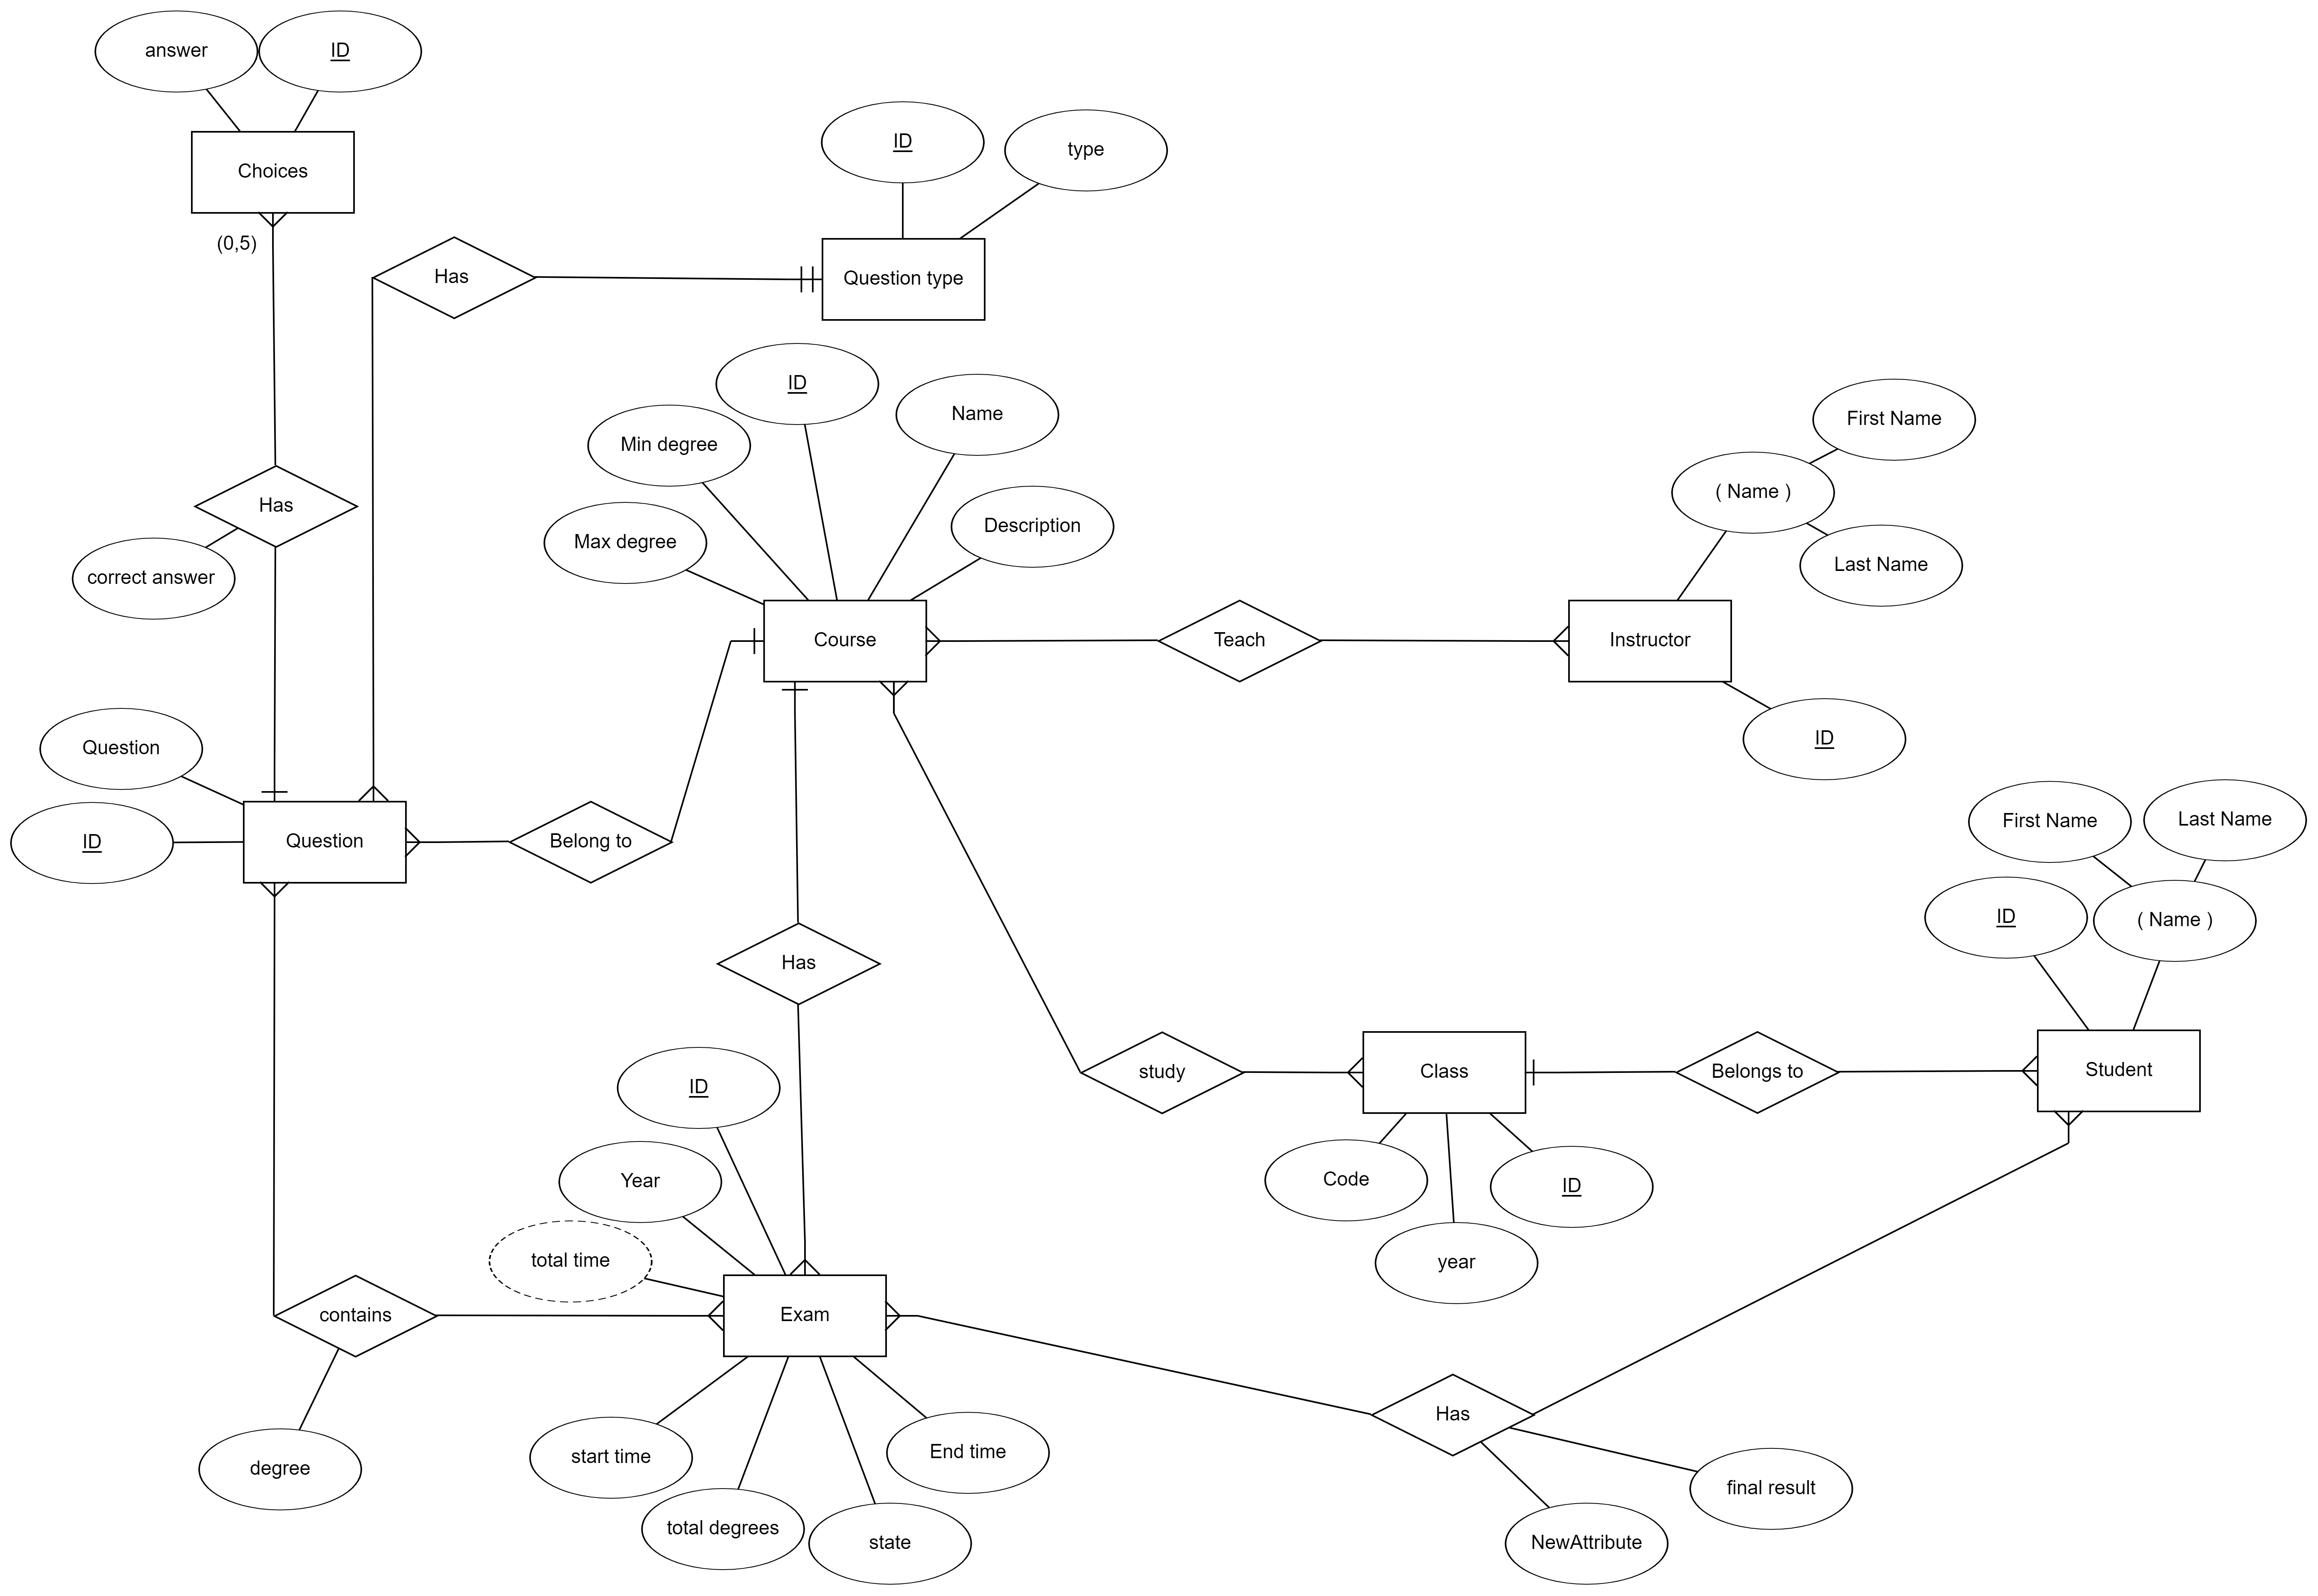 answer
ID
Choices
(0,5)
Has
ID
type
Question type
Has
correct answer
ID
Name
Min degree
Max degree
Description
Course
Teach
First Name
( Name )
Last Name
Instructor
ID
Question
ID
Question
Belong to
Has
First Name
Last Name
ID
( Name )
Student
study
Class
Belongs to
Code
ID
year
ID
Year
total time
contains
Exam
degree
start time
End time
total degrees
state
Has
final result
NewAttribute